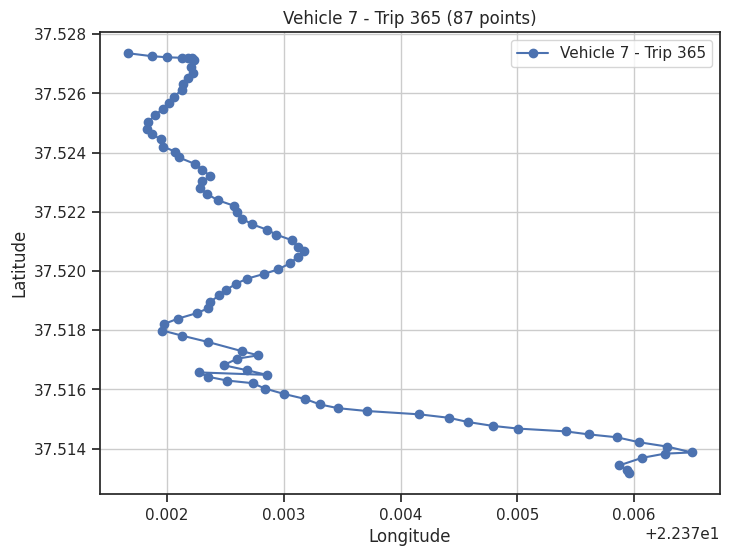 Vehicle 7 - Trip 365 (87 points)
Vehicle 7 - Trip 365
37.528
37.526
37.524
37.522
37.520
37.518
37.516
37.514
Latitude
0.002 0.003 0.004 0.005 0.006
Longitude
+2.237e1